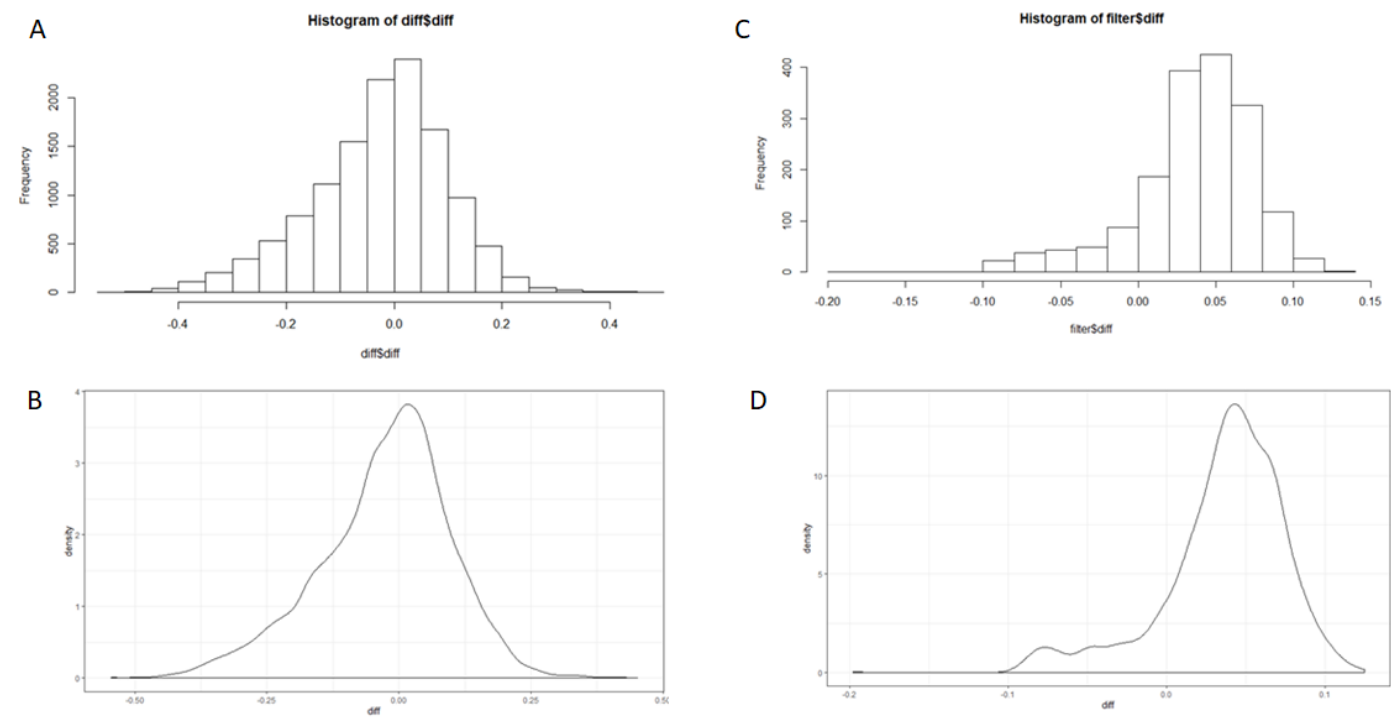 A
Histogram of diff$diff
Frequency
2000
1500
1000
500
0
-0.4 -0.2 0.0 0.2 0.4
diff$diff
C
Histogram of filter$diff
Frequency
400
300
200
100
0
-0.20 -0.15 -0.10 -0.05 0.00 0.05 0.10 0.15
filter$diff
B
density
4
3
2
1
0
-0.50 -0.25 0.00 0.25
diff
D
density
10
5
0
-0.2 -0.1 0.0 0.1
diff